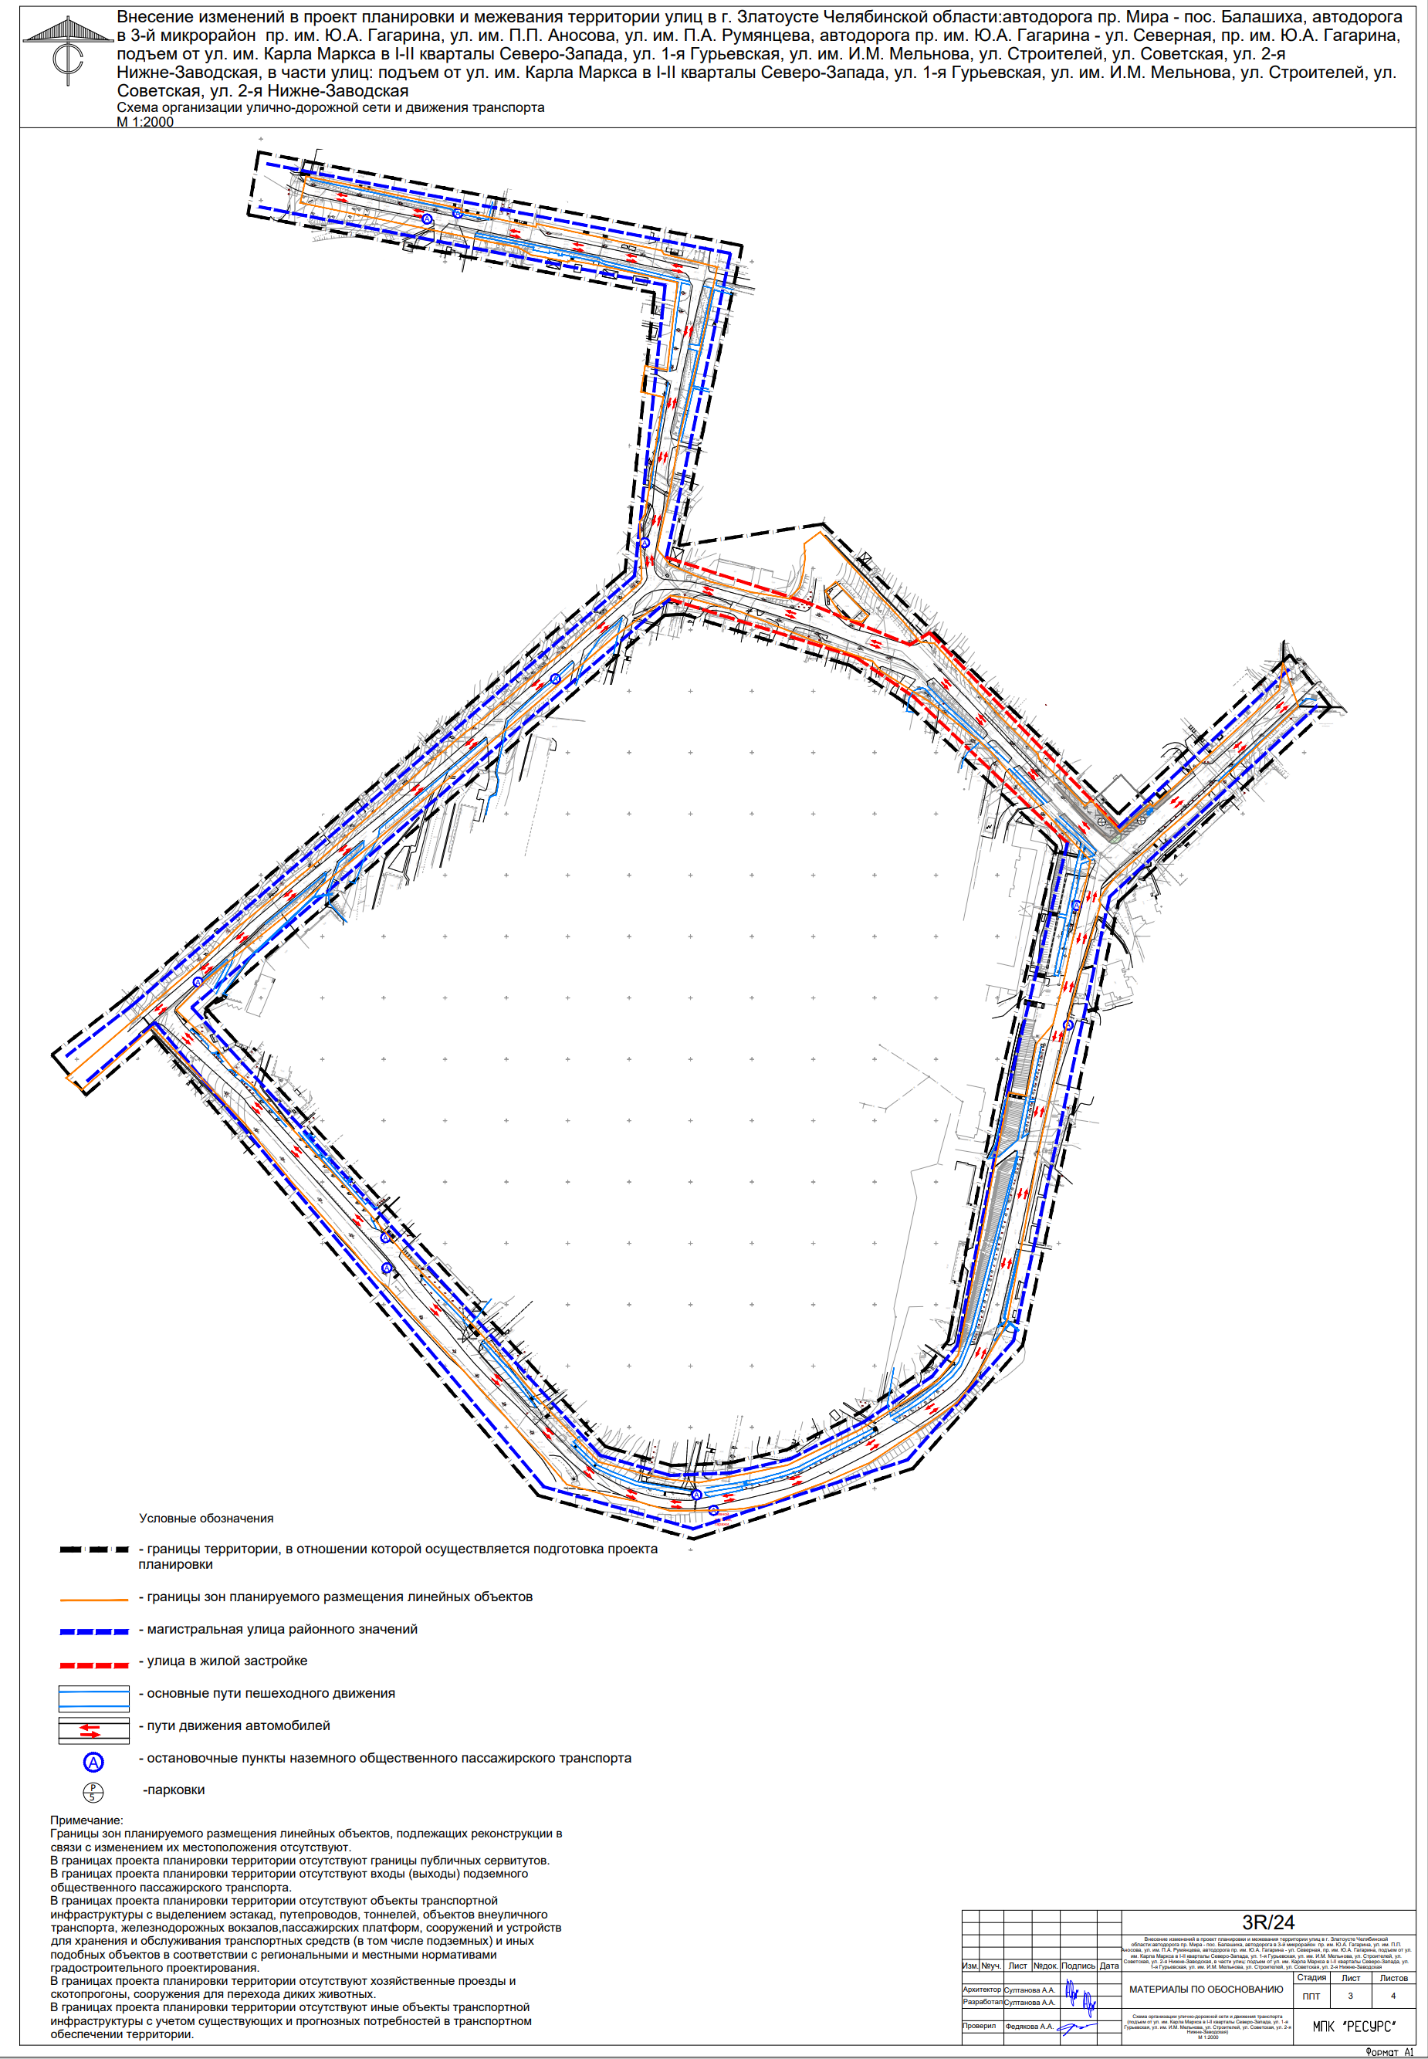 Внесение изменений в проект планировки и межевания территории улиц в г. Златоусте Челябинской области:автодорога пр. Мира - пос. Балашиха, автодорога
в 3-й микрорайон пр. им. Ю.А. Гагарина, ул. им. П.П. Аносова, ул. им. П.А. Румянцева, автодорога пр. им. Ю.А. Гагарина - ул. Северная, пр. им. Ю.А. Гагарина,
подъем от ул. им. Карла Маркса в I-II кварталы Северо-Запада, ул. 1-я Гурьевская, ул. им. И.М. Мельнова, ул. Строителей, ул. Советская, ул. 2-я
Нижне-Заводская, в части улиц: подъем от ул. им. Карла Маркса в I-II кварталы Северо-Запада, ул. 1-я Гурьевская, ул. им. И.М. Мельнова, ул. Строителей, ул.
Советская, ул. 2-я Нижне-Заводская
Схема организации улично-дорожной сети и движения транспорта
М 1:2000
Условные обозначения
- границы территории, в отношении которой осуществляется подготовка проекта
планировки
- границы зон планируемого размещения линейных объектов
- магистральная улица районного значений
- улица в жилой застройке
- основные пути пешеходного движения
- пути движения автомобилей
А - остановочные пункты наземного общественного пассажирского транспорта
P 5 -парковки
Примечание:
Границы зон планируемого размещения линейных объектов, подлежащих реконструкции в
связи с изменением их местоположения отсутствуют.
В границах проекта планировки территории отсутствуют границы публичных сервитутов.
В границах проекта планировки территории отсутствуют входы (выходы) подземного
общественного пассажирского транспорта.
В границах проекта планировки территории отсутствуют объекты транспортной
инфраструктуры с выделением эстакад, путепроводов, тоннелей, объектов внеуличного
транспорта, железнодорожных вокзалов,пассажирских платформ, сооружений и устройств
для хранения и обслуживания транспортных средств (в том числе подземных) и иных
подобных объектов в соответствии с региональными и местными нормативами
градостроительного проектирования.
В границах проекта планировки территории отсутствуют хозяйственные проезды и
скотопрогоны, сооружения для перехода диких животных.
В границах проекта планировки территории отсутствуют иные объекты транспортной
инфраструктуры с учетом существующих и прогнозных потребностей в транспортном
обеспечении территории.
3R/24
Изм. №уч. Лист №док. Подпись Дата
Архитектор Султанова А.А.
Разработал Султанова А.А.
Проверил Федякова А.А.
МАТЕРИАЛЫ ПО ОБОСНОВАНИЮ
Стадия Лист Листов
ППТ 3 4
М 1:2000
МПК "РЕСУРС"
Формат А1